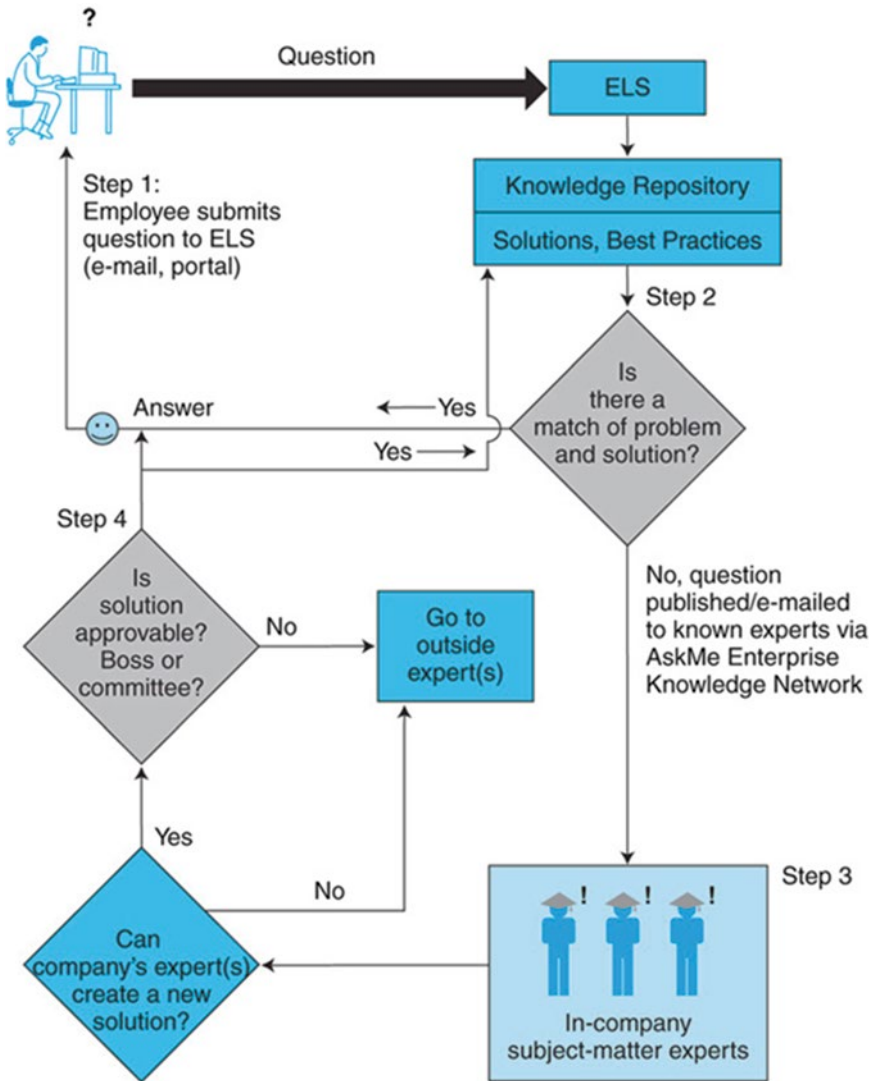 ?
Question
ELS
Step 1:
Employee submits
question to ELS
(e-mail, portal)
Knowledge Repository
Solutions, Best Practices
Step 2
Is
there a
match of problem
and solution?
Yes
Answer
Yes
Step 4
Is
solution
approvable?
Boss or
committee?
No
Go to
outside
expert(s)
No, question
published/e-mailed
to known experts via
AskMe Enterprise
Knowledge Network
Yes
No
Can
company's expert(s)
create a new
solution?
Step 3
! ! !
In-company
subject-matter experts